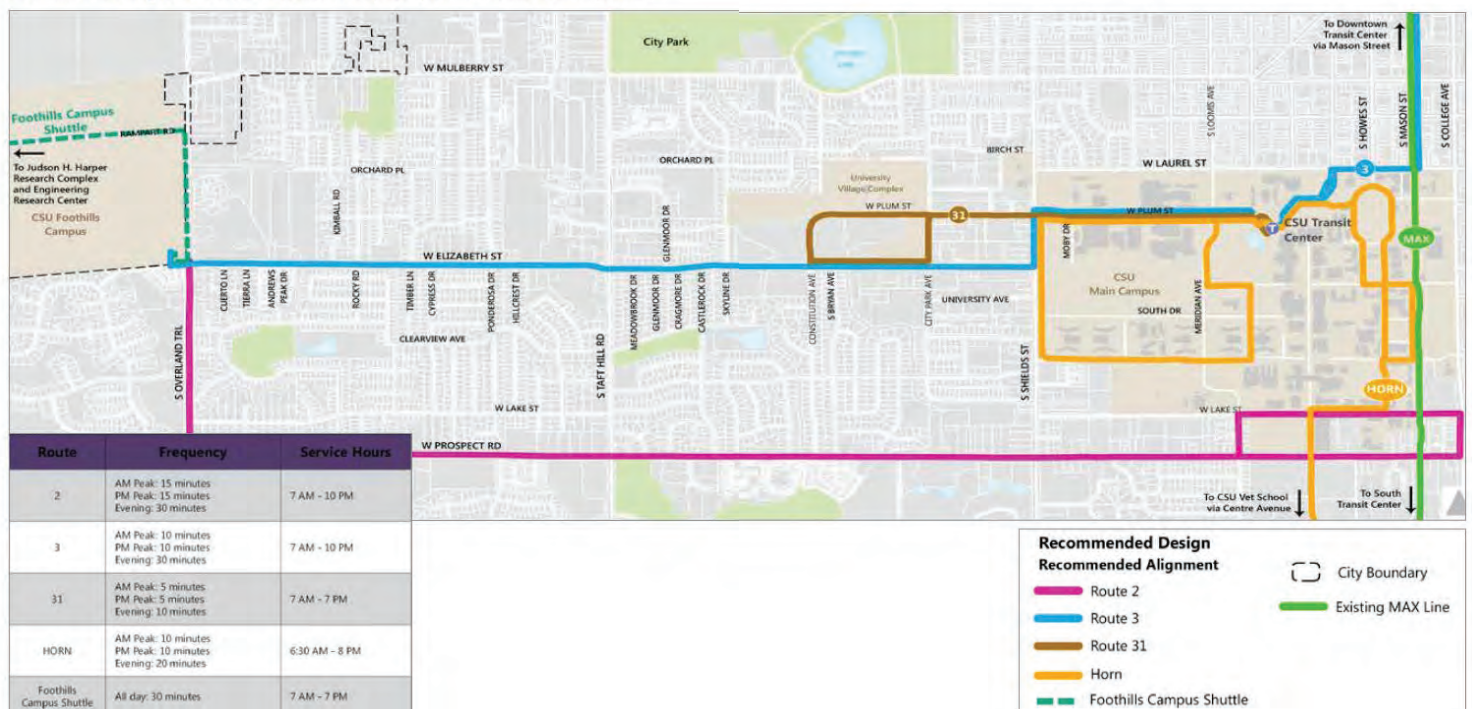 To Downtown
Transit Center
via Mason Street
City Park
W MULBERRY ST
S LOOMIS AVE
S HOWES ST
S MASON ST
S COLLEGE AVE
Foothills Campus
Shuttle
RAMPART RD
To Judson H. Harper
Research Complex
and Engineering
Research Center
CSU Foothills
Campus
KIMBALL RD
ORCHARD PL
ORCHARD PL
BIRCH ST
W LAUREL ST
3
University
Village Complex
W PLUM ST
31
W PLUM ST
T
CSU Transit
Center
MAX
GLENMOOR DR
W ELIZABETH ST
MOBY DR
CSU
Main Campus
CUERTO LN
TIERRA LN
ANDREWS
PEAK DR
ROCKY RD
TIMBER LN
CYPRESS DR
PONDEROSA DR
HILLCREST DR
MEADOWBROOK DR
GLENMOOR DR
CRAGMORE DR
CASTLEROCK DR
SKYLINE DR
CONSTITUTION AVE
S BRYAN AVE
CITY PARK AVE
UNIVERSITY AVE
SOUTH DR
MERIDIAN AVE
CLEARVIEW AVE
S OVERLAND TRL
S TAFT HILL RD
S SHIELDS ST
HORN
W LAKE ST
W LAKE ST
W PROSPECT RD
To CSU Vet School
via Centre Avenue
To South
Transit Center
Route Frequency Service Hours
2
AM Peak: 15 minutes
PM Peak: 15 minutes
Evening: 30 minutes
7 AM - 10 PM
3
AM Peak: 10 minutes
PM Peak: 10 minutes
Evening: 30 minutes
7 AM - 10 PM
31
AM Peak: 5 minutes
PM Peak: 5 minutes
Evening: 10 minutes
7 AM - 7 PM
HORN
AM Peak: 10 minutes
PM Peak: 10 minutes
Evening: 20 minutes
6:30 AM - 8 PM
Foothills
Campus Shuttle
All day: 30 minutes
7 AM - 7 PM
Recommended Design
Recommended Alignment
Route 2
Route 3
Route 31
Horn
Foothills Campus Shuttle
City Boundary
Existing MAX Line